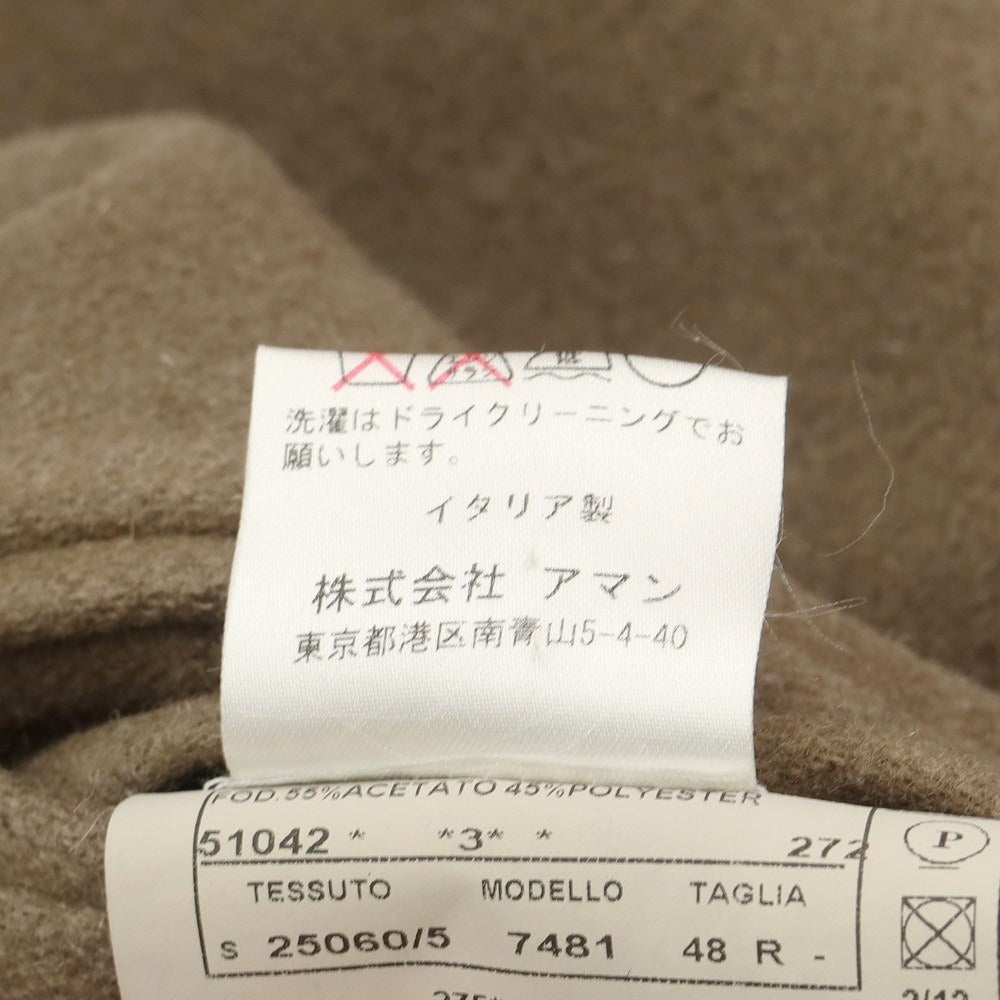 洗濯はドライクリーニングでお
願いします。
イタリア製
株式会社 アマン
東京都港区南青山5-4-40
FOD.55%ACETATO 45%POLYESTER
51042 * *3* * 272
TESSUTO MODELLO TAGLIA
S 25060/5 7481 48 R -
P